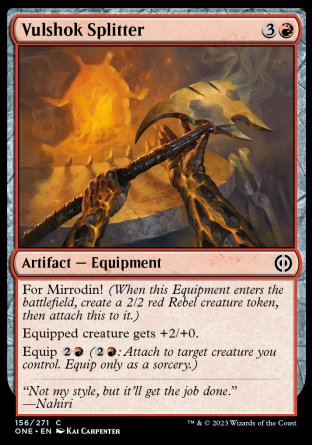 Vulshok Splitter 3
Artifact — Equipment
For Mirrodin! (When this Equipment enters the
battlefield, create a 2/2 red Rebel creature token,
then attach this to it.)
Equipped creature gets +2/+0.
Equip 2 (2 : Attach to target creature you
control. Equip only as a sorcery.)
“Not my style, but it'll get the job done.”
—Nahiri
156/271 C
ONE • EN Kai Carpenter
™ & © 2023 Wizards of the Coast